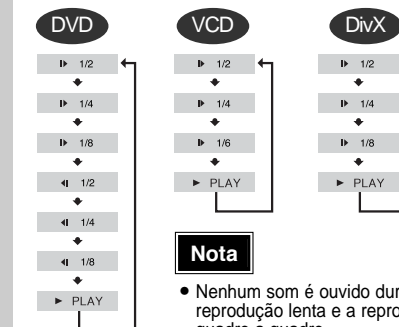 DVD
1/2
1/4
1/8
1/2
1/4
1/8
PLAY
VCD
1/2
1/4
1/6
PLAY
DivX
1/2
1/4
1/8
PLAY
Nota
• Nenhum som é ouvido
reprodução lenta e a
quadro a quadro